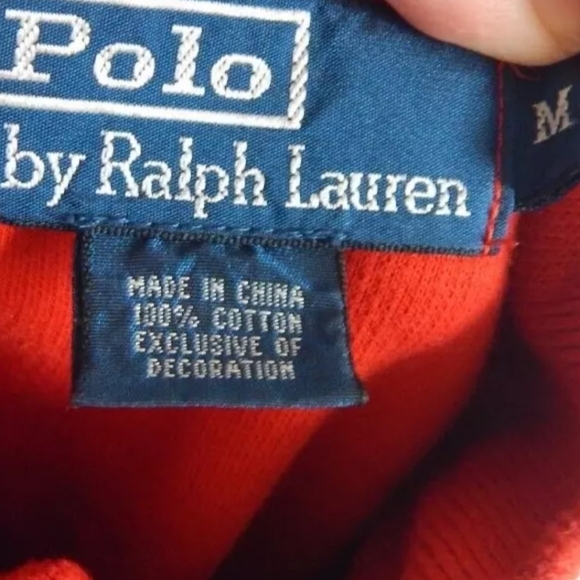 Polo
by Ralph Lauren
M
MADE IN CHINA
100% COTTON
EXCLUSIVE OF
DECORATION